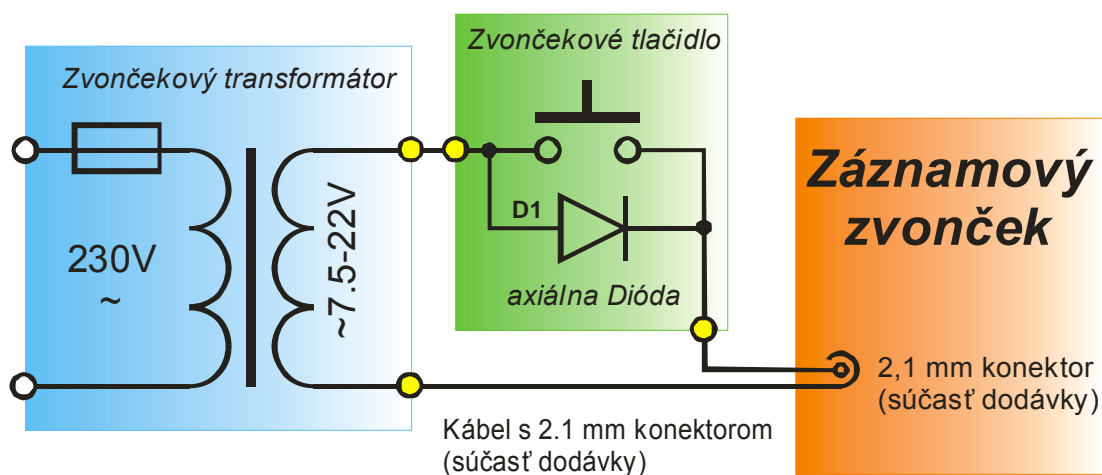 Zvončekový transformátor
230V
~
~7.5-22V
Zvončekové tlačidlo
D1
axiálna Dióda
Záznamový
zvonček
2,1 mm konektor
(súčasť dodávky)
Kábel s 2.1 mm konektorom
(súčasť dodávky)